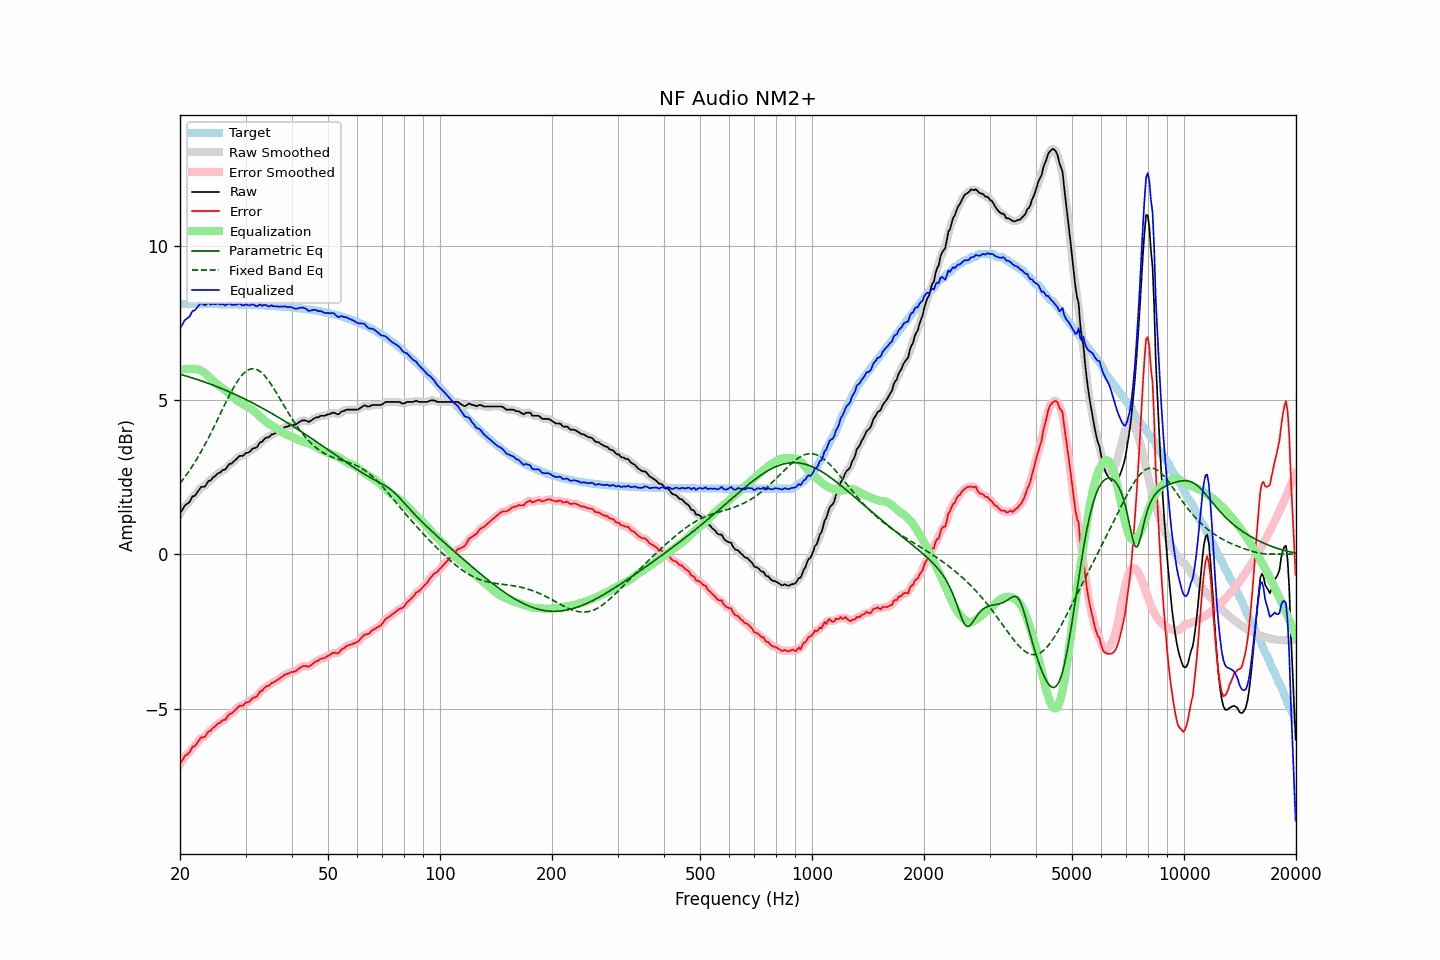 NF Audio NM2+
Target
Raw Smoothed
Error Smoothed
Raw
Error
Equalization
Parametric Eq
Fixed Band Eq
Equalized
10
5
0
−5
Amplitude (dBr)
20
50
100
200
500
1000
2000
5000
10000
20000
Frequency (Hz)